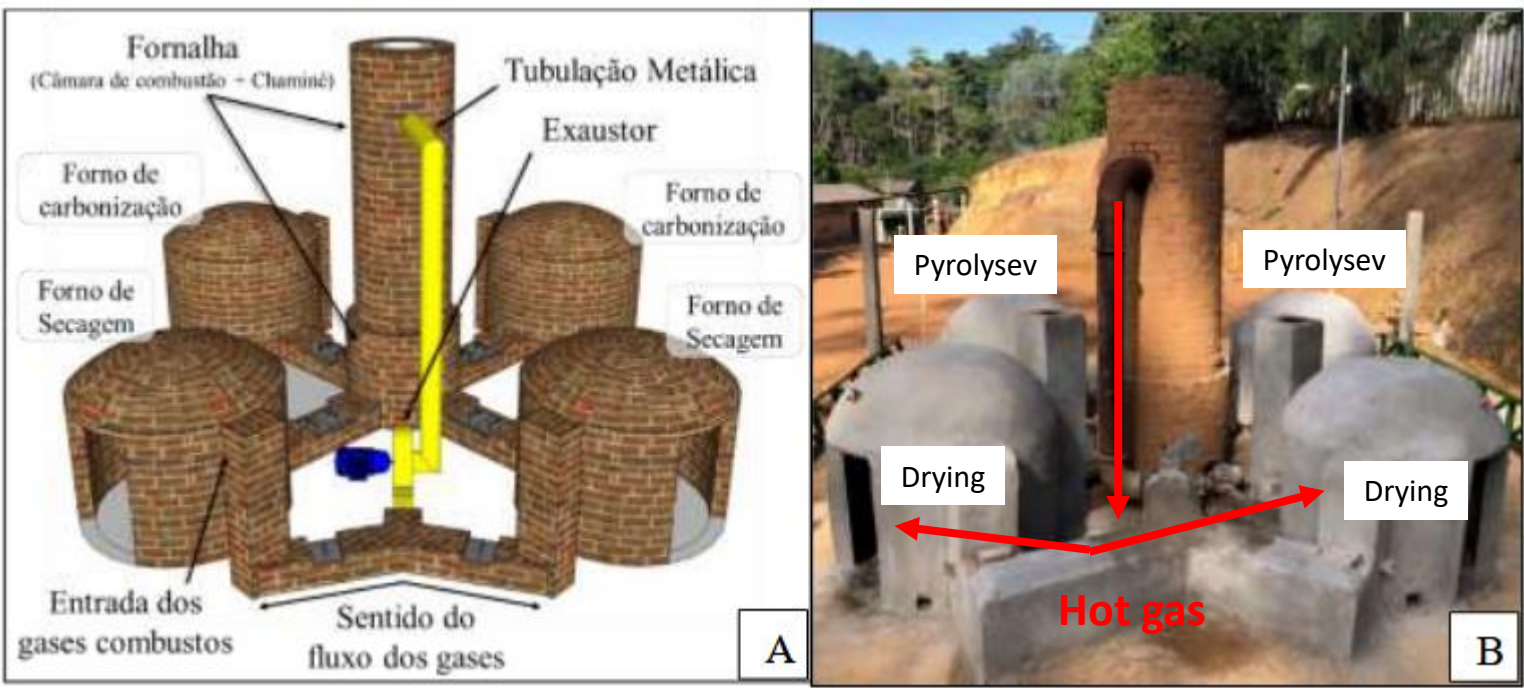 Fornalha
(Câmara de combustão + Chaminé)
Tubulação Metálica
Exaustor
Forno de
carbonização
Forno de
carbonização
Forno de
Secagem
Forno de
Secagem
Entrada dos
gases combustos
Sentido do
fluxo dos gases
A
Pyrolysev
Pyrolysev
Drying
Drying
Hot gas
B